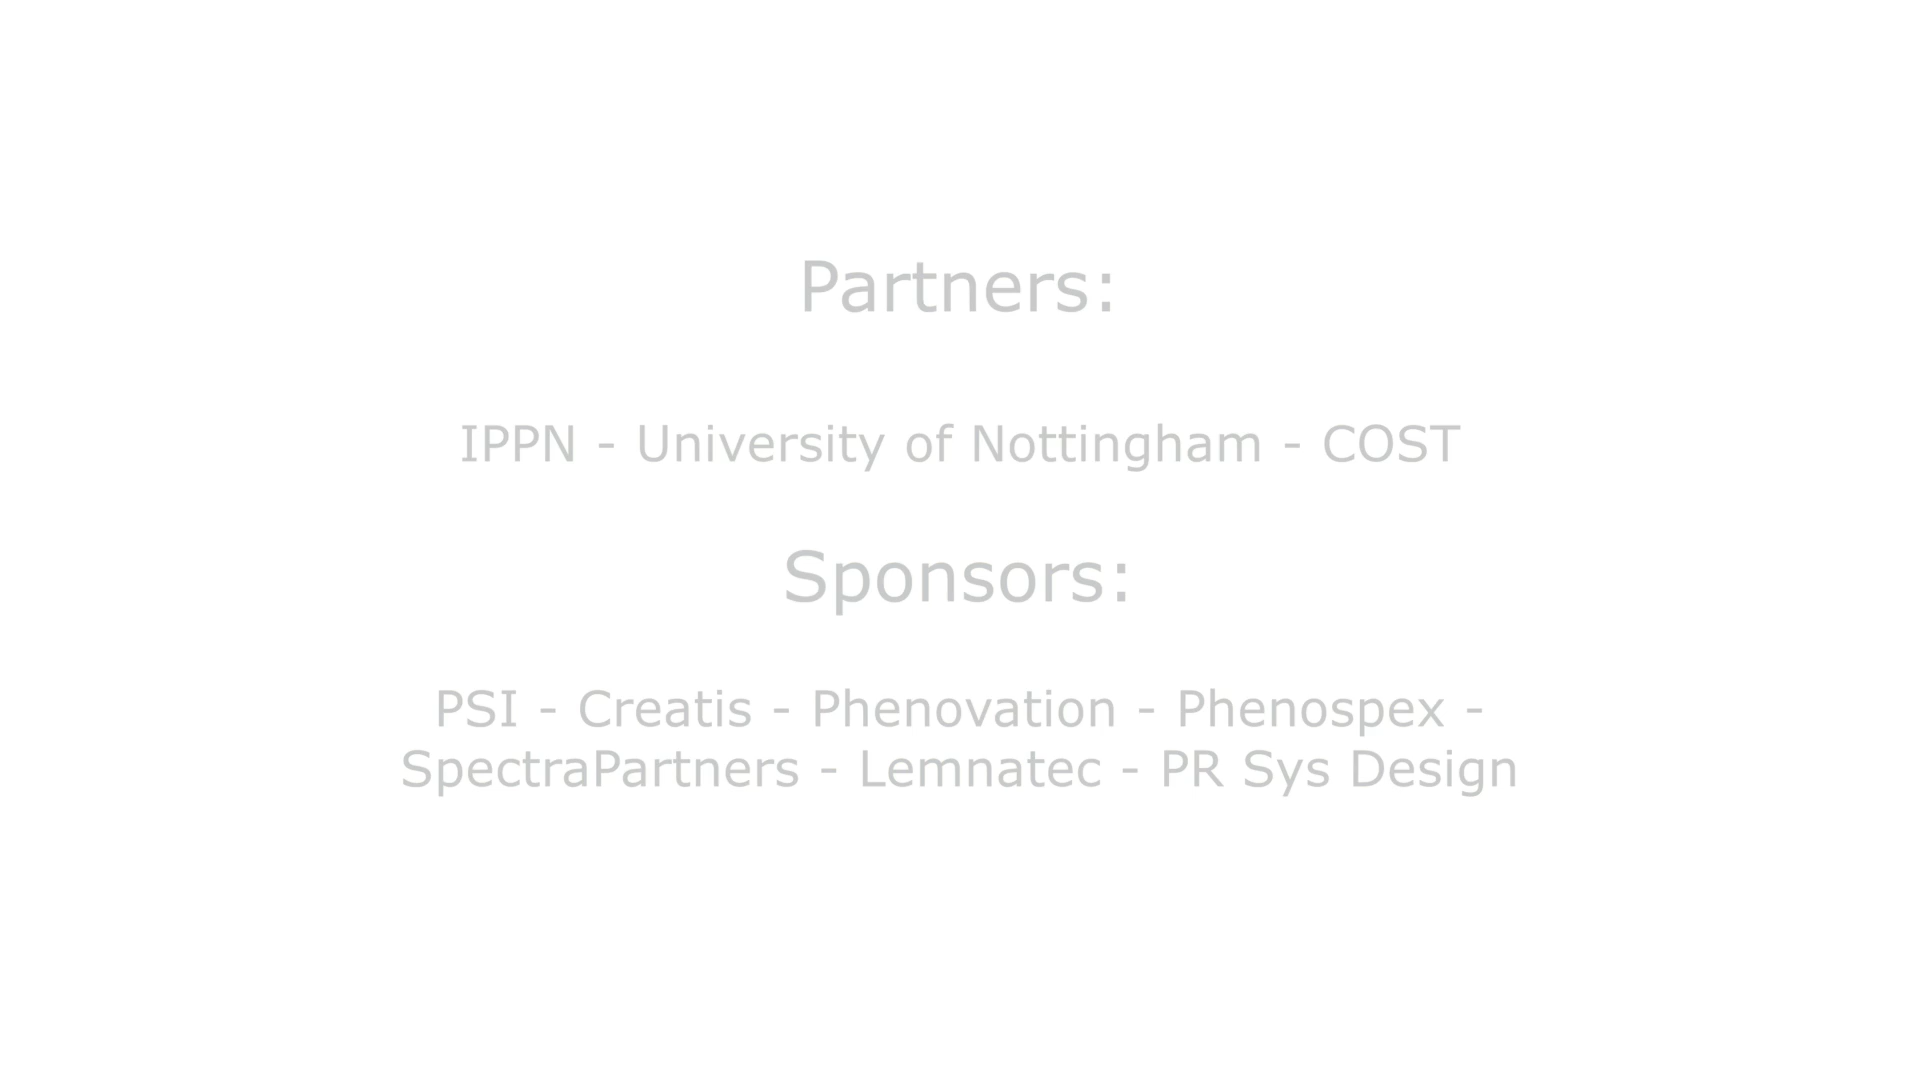 Partners:
IPPN - University of Nottingham - COST
Sponsors:
PSI - Creatis - Phenovation - Phenospex -
SpectraPartners - Lemnatec - PR Sys Design